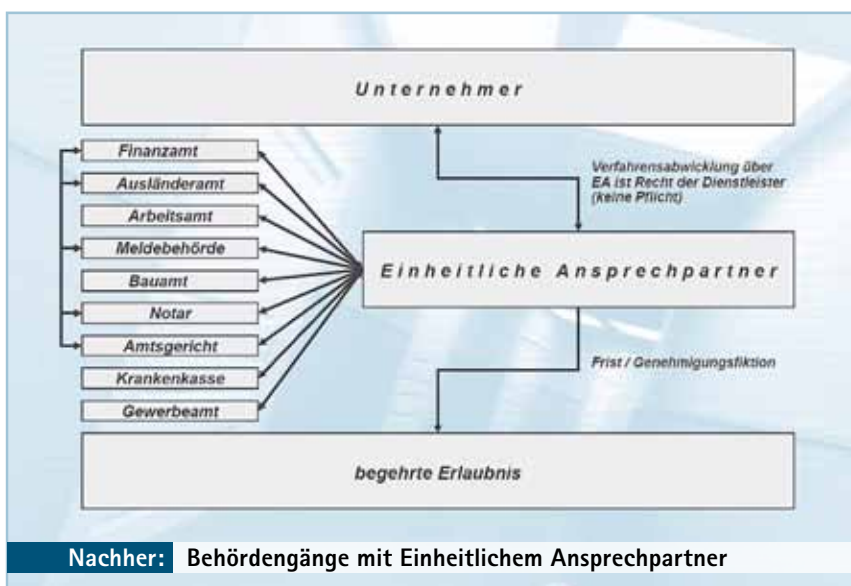 Unternehmer
Finanzamt
Ausländeramt
Arbeitsamt
Meldebehörde
Bauamt
Notar
Amtsgericht
Krankenkasse
Gewerbeamt
Verfahrensabwicklung über
EA ist Recht der Dienstleister
(keine Pflicht)
Einheitliche Ansprechpartner
Frist / Genehmigungsfiktion
begehrte Erlaubnis
Nachher: Behördengänge mit Einheitlichem Ansprechpartner